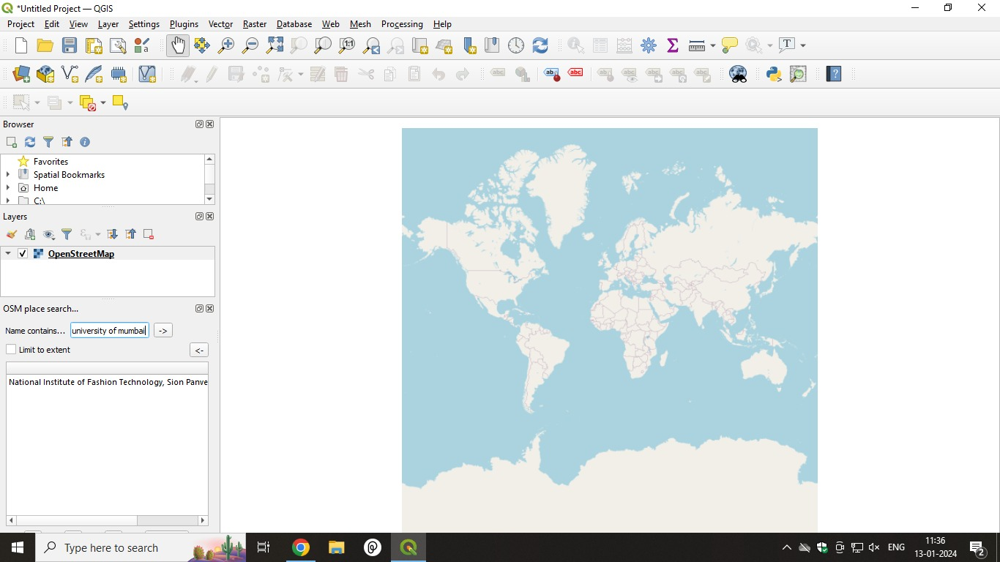 *Untitled Project — QGIS
Project Edit View Layer Settings Plugins Vector Raster Database Web Mesh Processing Help
Browser
Favorites
Spatial Bookmarks
Home
C:\
Layers
OpenStreetMap
OSM place search...
Name contains... university of mumbai ->
Limit to extent <-
National Institute of Fashion Technology, Sion Panve
Type here to search
ENG
11:36
13-01-2024
2